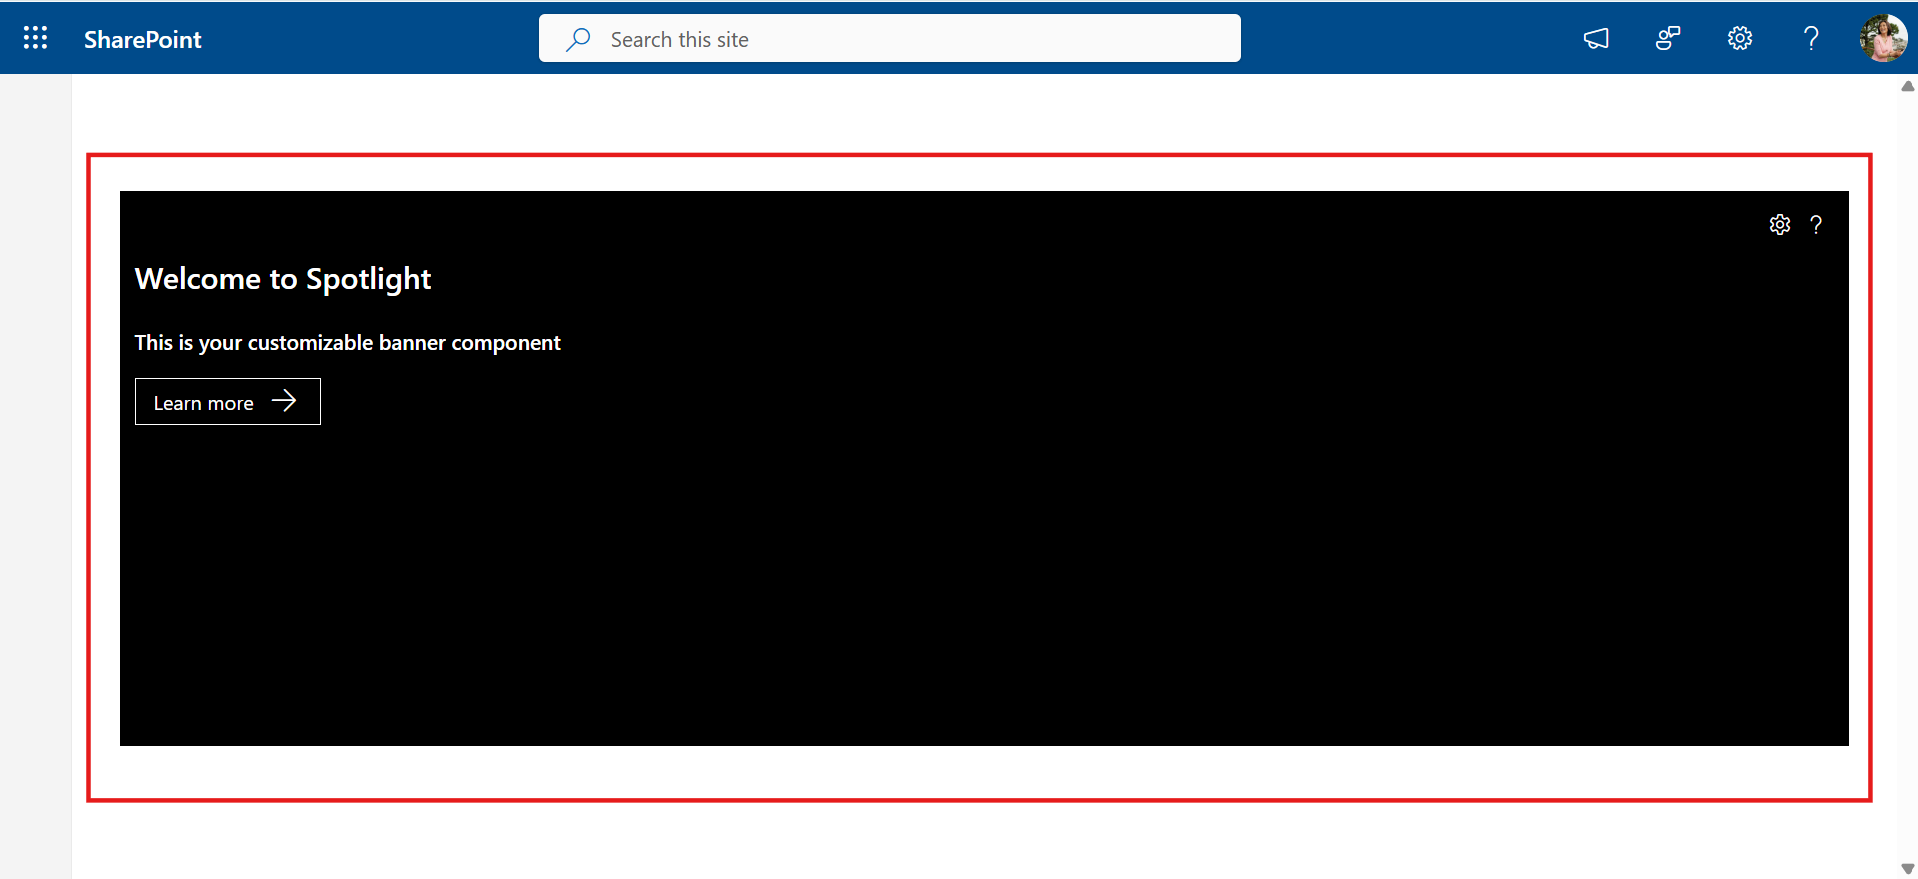 SharePoint
Search this site
?
?
Welcome to Spotlight
This is your customizable banner component
Learn more